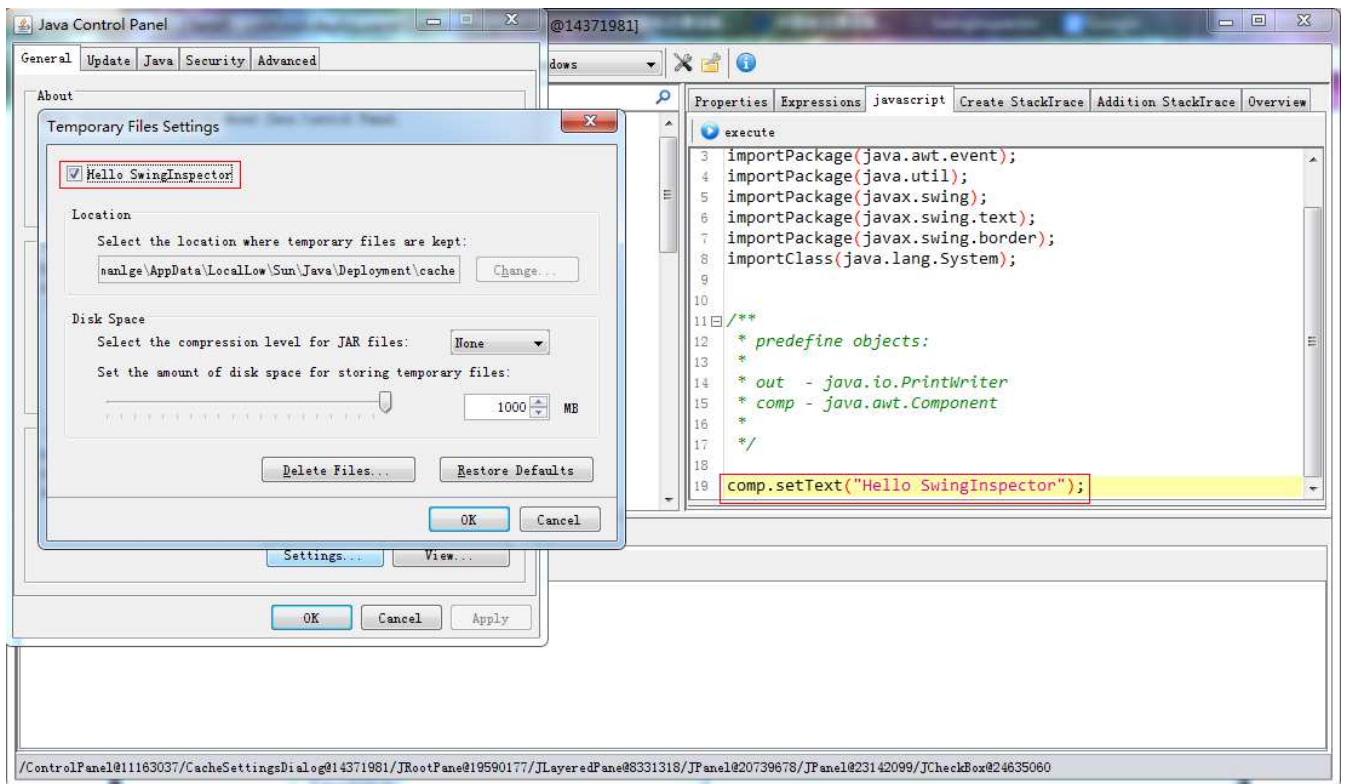 Java Control Panel
General Update Java Security Advanced
About
Temporary Files Settings
Hello SwingInspector
Location
Select the location where temporary files are kept:
nanlge\AppData\LocalLow\Sun\Java\Deployment\cache Change...
Disk Space
Select the compression level for JAR files: None
Set the amount of disk space for storing temporary files:
1000 MB
Delete Files... Restore Defaults
OK Cancel
Settings... View...
OK Cancel Apply
@14371981]
dows
Properties Expressions javascript Create StackTrace Addition StackTrace Overview
execute
3 importPackage(java.awt.event);
4 importPackage(java.util);
5 importPackage(javax.swing);
6 importPackage(javax.swing.text);
7 importPackage(javax.swing.border);
8 importClass(java.lang.System);
9
10
11 /**
12 * predefine objects:
13 *
14 * out - java.io.PrintWriter
15 * comp - java.awt.Component
16 *
17 */
18
19 comp.setText("Hello SwingInspector");
/ControlPanel@11163037/CacheSettingsDialog@14371981/JRootPane@19590177/JLayeredPane@8331318/JPanel@20739678/JPanel@23142099/JCheckBox@24635060